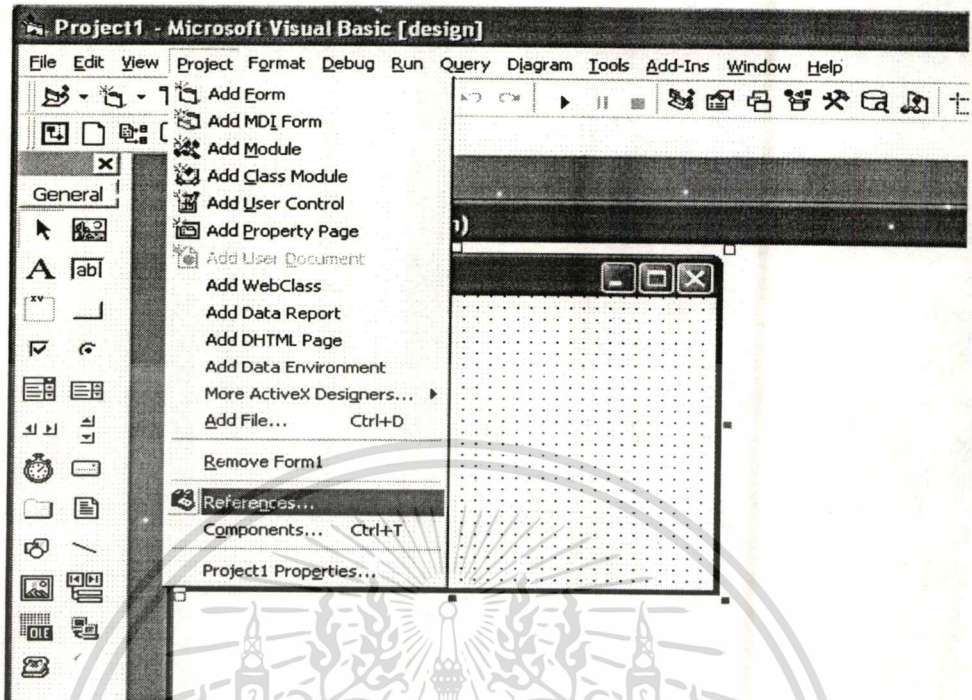 Project1 - Microsoft Visual Basic [design]
File Edit View Project Format Debug Run Query Diagram Tools Add-Ins Window Help
Add Form
Add MDI Form
Add Module
General
Add Class Module
Add User Control
Add Property Page
Add User Document
A abl
Add WebClass
xv
Add Data Report
Add DHTML Page
Add Data Environment
More ActiveX Designers...
Add File... Ctrl+D
Remove Form1
References...
Components... Ctrl+T
Project1 Properties...
OLE